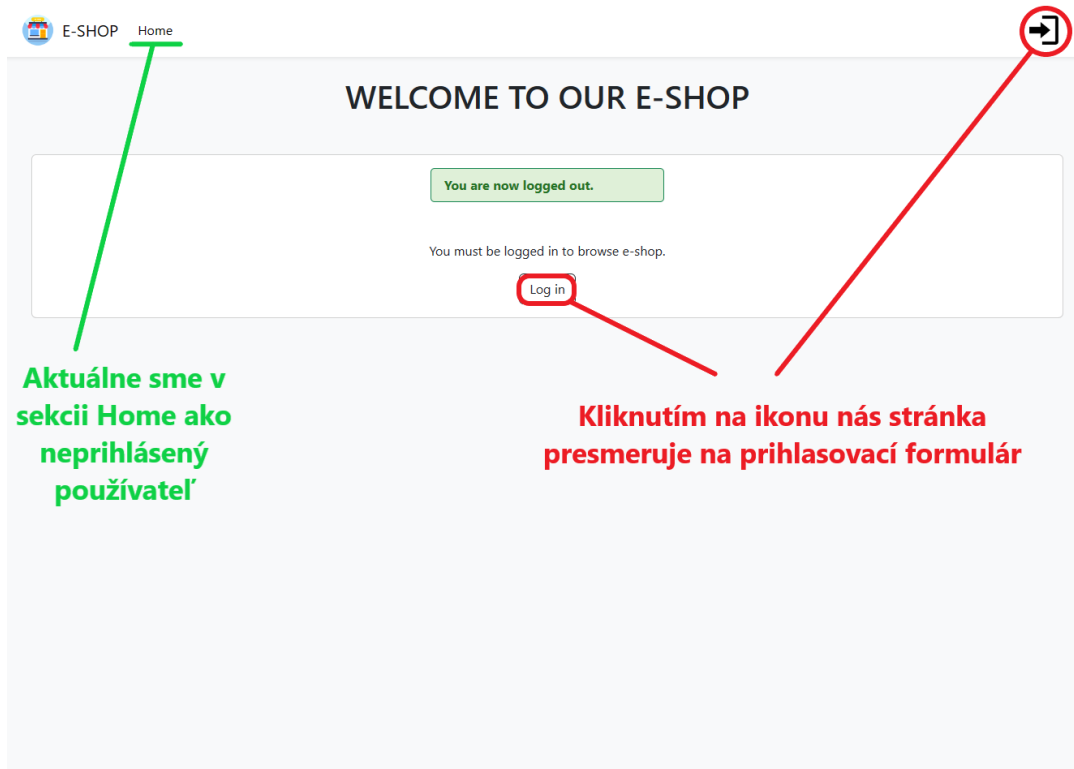 E-SHOP Home
WELCOME TO OUR E-SHOP
You are now logged out.
You must be logged in to browse e-shop.
Log in
Aktuálne sme v
sekcii Home ako
neprihlásený
používateľ
Kliknutím na ikonu nás stránka
presmeruje na prihlasovací formulár